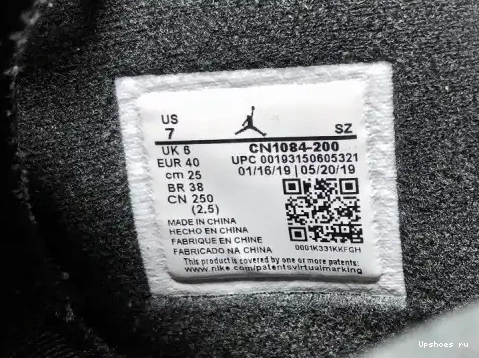 US
7
SZ
UK 6
CN1084-200
EUR 40
UPC 00193150605321
cm 25
01/16/19 | 05/20/19
BR 38
CN 250
(2.5)
MADE IN CHINA
HECHO EN CHINA
FABRIQUE EN CHINE
FABRICADO NA CHINA
0001K331KKFGH
This product is covered by one or more patents:
www.nike.com/patentsvirtualmarking
Upshoes ru